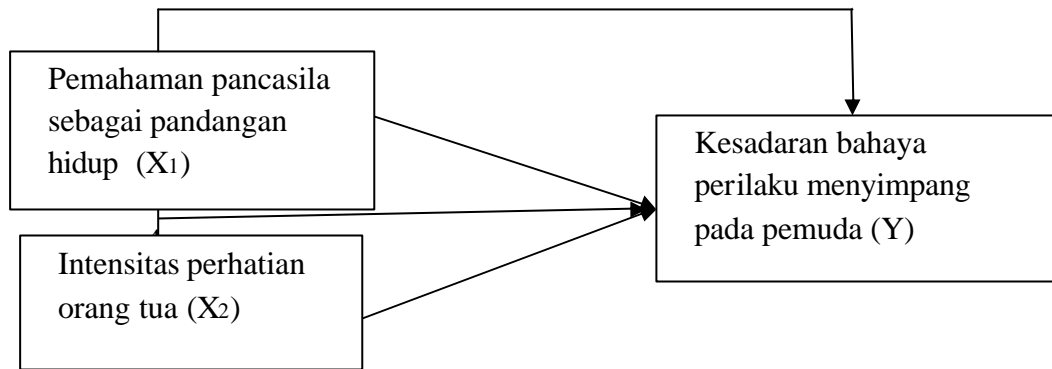 Pemahaman pancasila
sebagai pandangan
hidup (X1)
Kesadaran bahaya
perilaku menyimpang
pada pemuda (Y)
Intensitas perhatian
orang tua (X2)